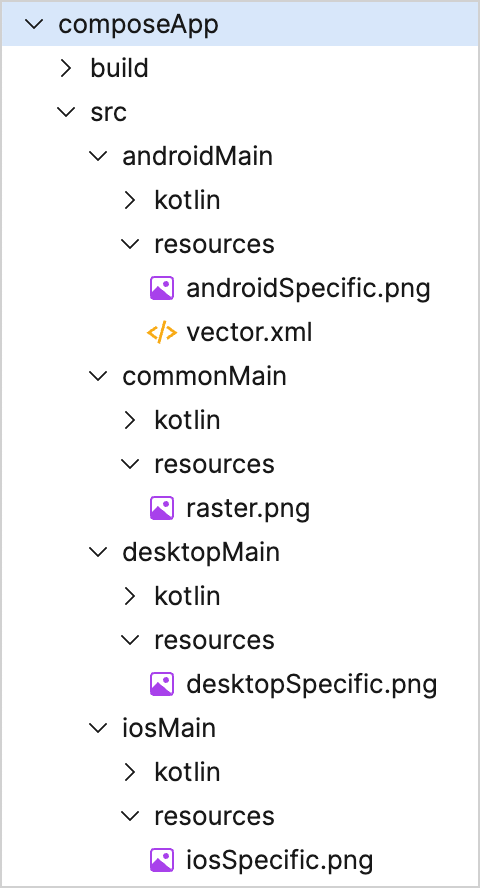 composeApp
build
src
androidMain
kotlin
resources
androidSpecific.png
vector.xml
commonMain
kotlin
resources
raster.png
desktopMain
kotlin
resources
desktopSpecific.png
iosMain
kotlin
resources
iosSpecific.png